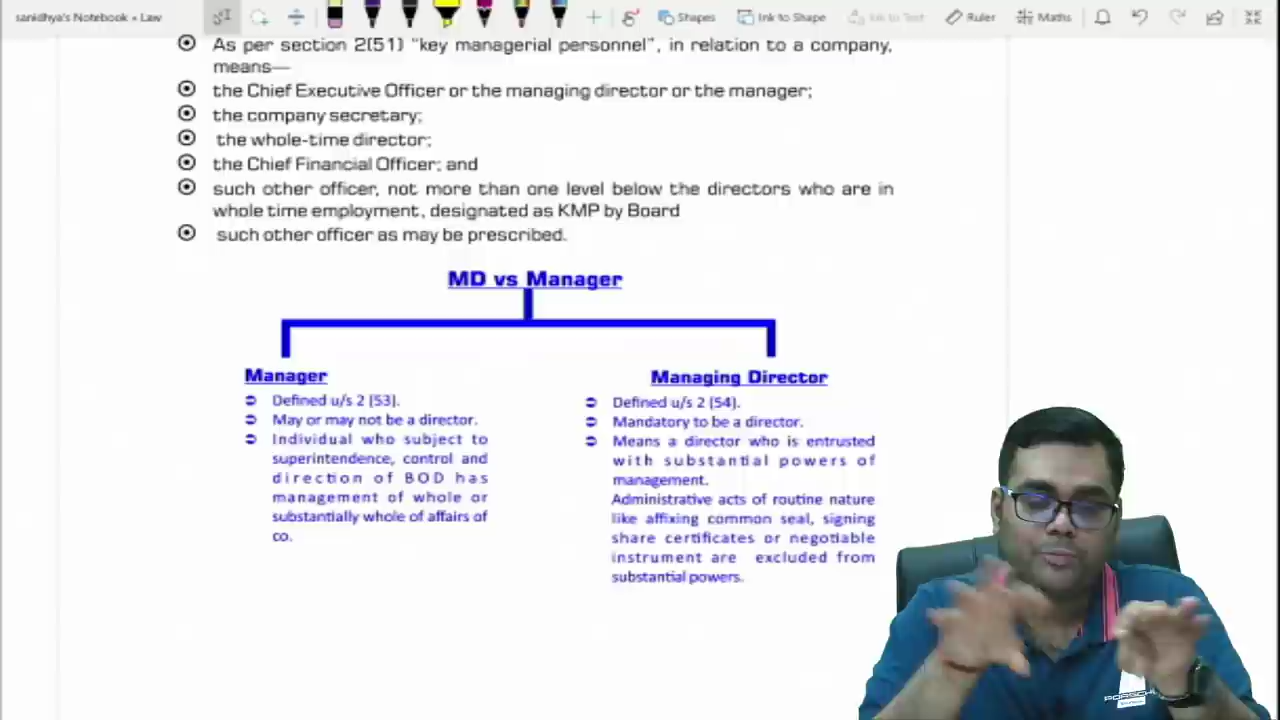 sanidhya's Notebook • Law
Shapes
Ink to Shape
Ink to Text
Ruler
Maths
As per section 2(51) “key managerial personnel”, in relation to a company,
means—
the Chief Executive Officer or the managing director or the manager;
the company secretary;
the whole-time director;
the Chief Financial Officer; and
such other officer, not more than one level below the directors who are in
whole time employment, designated as KMP by Board
such other officer as may be prescribed.
MD vs Manager
Manager
Defined u/s 2 (53).
May or may not be a director.
Individual who subject to
superintendence, control and
direction of BOD has
management of whole or
substantially whole of affairs of
co.
Managing Director
Defined u/s 2 (54).
Mandatory to be a director.
Means a director who is entrusted
with substantial powers of
management.
Administrative acts of routine nature
like affixing common seal, signing
share certificates or negotiable
instrument are excluded from
substantial powers.